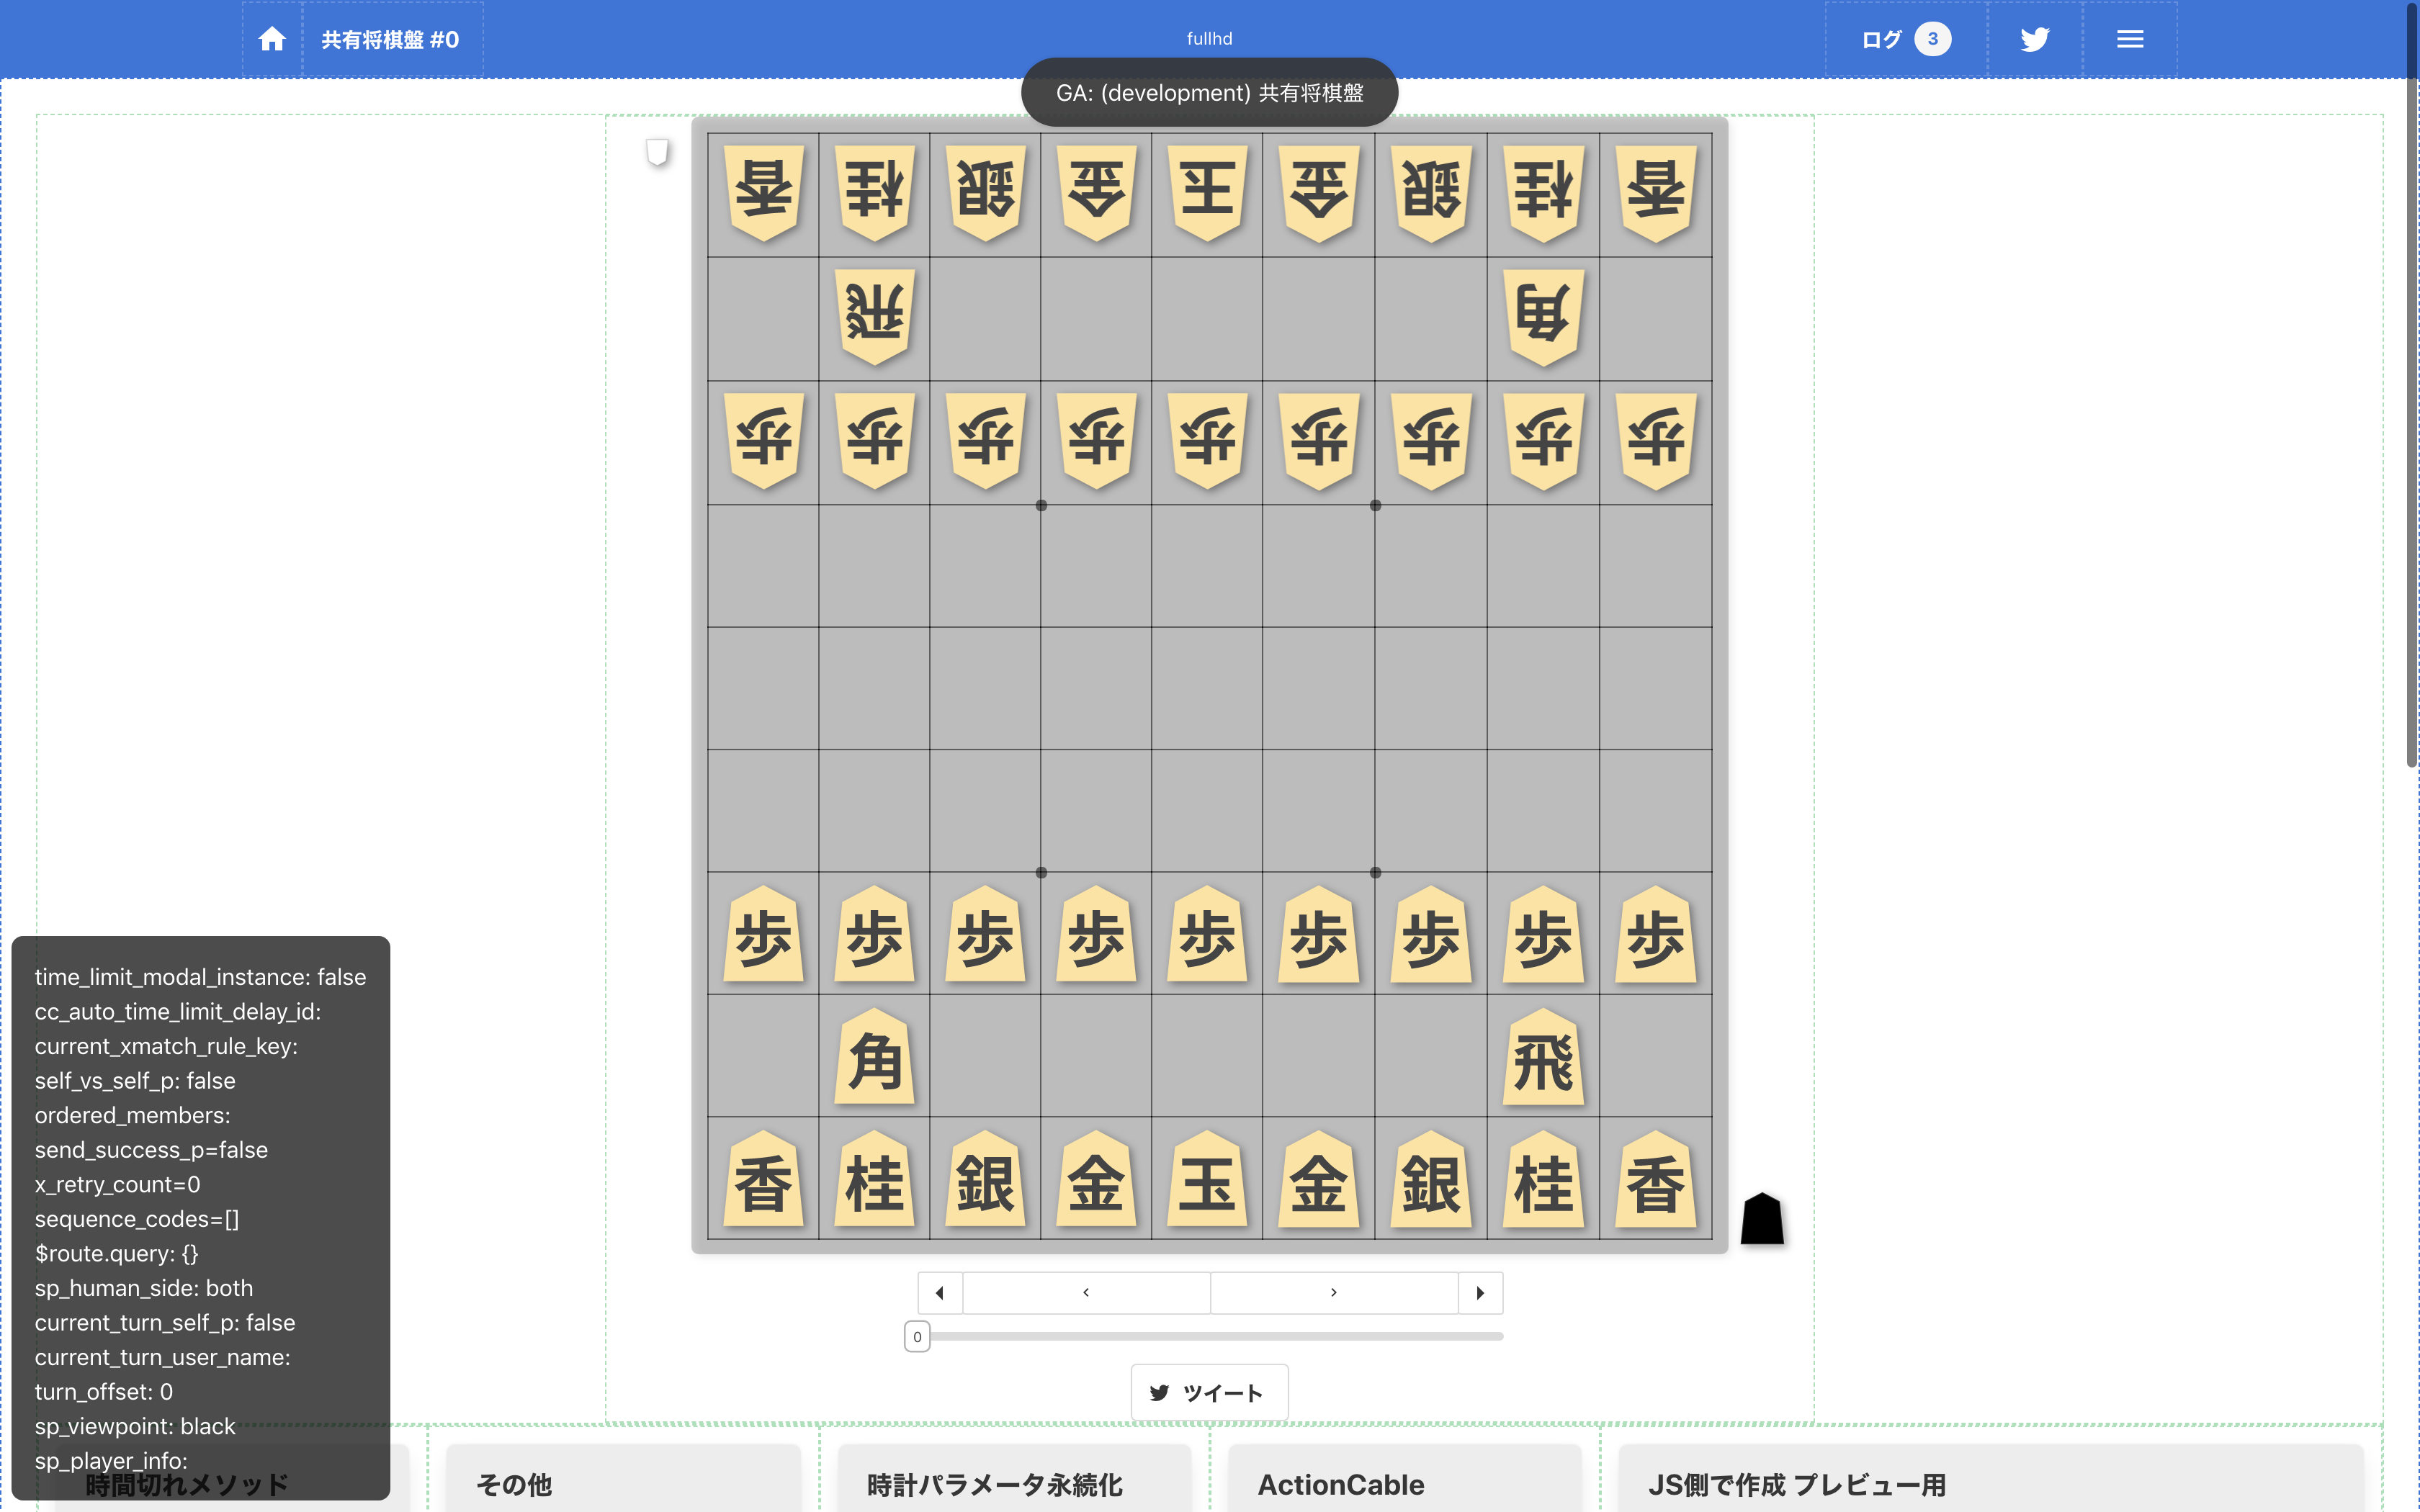 共有将棋盤 #0
fullhd
ログ 3
GA: (development) 共有将棋盤
香 桂 銀 金 玉 金 銀 桂 香
飛 角
歩 歩 歩 歩 歩 歩 歩 歩 歩
歩 歩 歩 歩 歩 歩 歩 歩 歩
角 飛
香 桂 銀 金 玉 金 銀 桂 香
0
ツイート
time_limit_modal_instance: false
cc_auto_time_limit_delay_id:
current_xmatch_rule_key:
self_vs_self_p: false
ordered_members:
send_success_p=false
x_retry_count=0
sequence_codes=[]
$route.query: {}
sp_human_side: both
current_turn_self_p: false
current_turn_user_name:
turn_offset: 0
sp_viewpoint: black
sp_player_info:
時間切れメソッド
その他
時計パラメータ永続化
ActionCable
JS側で作成 プレビュー用